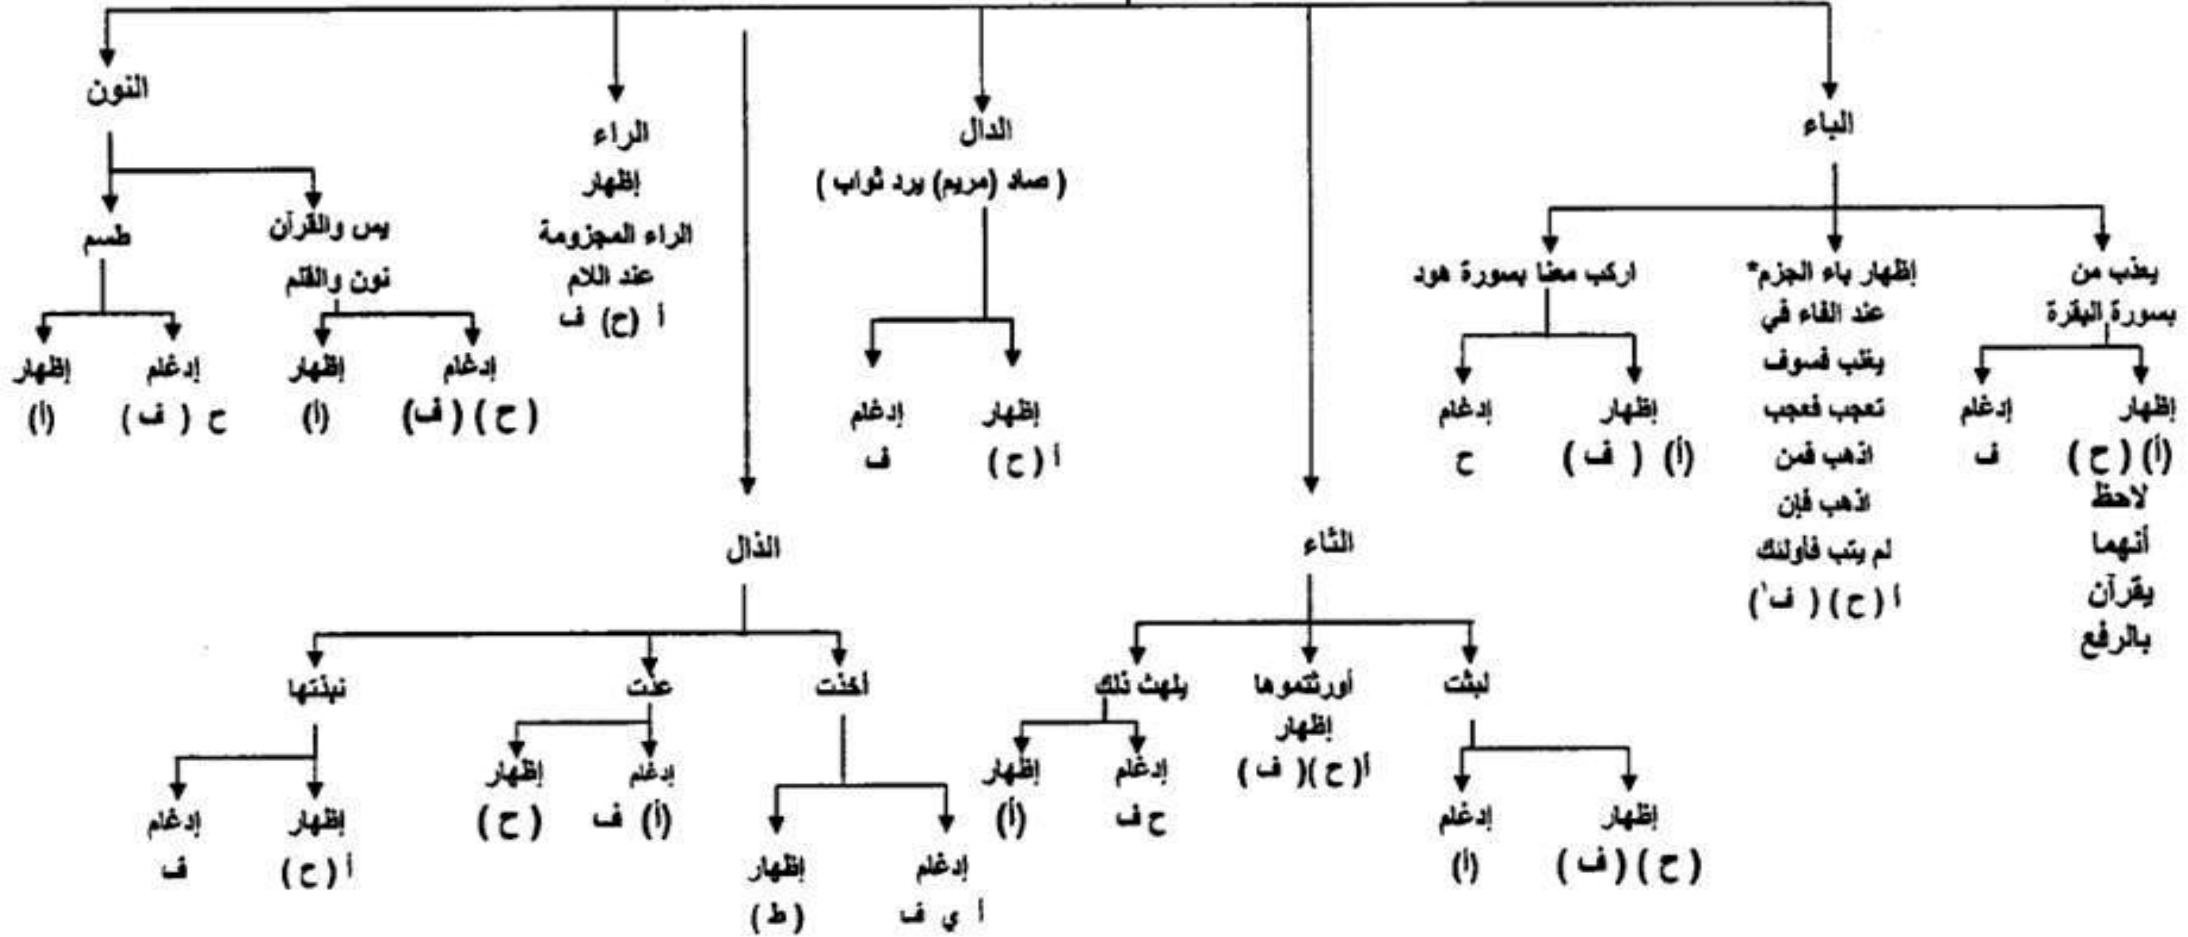 الباء
يعذب من
بسورة البقرة
إظهار
(أ) ( ح )
لاحظ
أنهما
يقرآن
بالرفع
إدغام
ف
إظهار باء الجزم*
عند الفاء في
يغلب فسوف
تعجب فعجب
اذهب فمن
اذهب فإن
لم يتب فأولئك
أ ( ح ) ( ف')
اركب معنا بسورة هود
إظهار
(أ) ( ف )
إدغام
ح
الثاء
لبثت
إظهار
( ح ) ( ف )
إدغام
(أ)
أورثتموها
إظهار
أ( ح )( ف )
يلهث ذلك
إدغام
ح ف
إظهار
(أ)
الدال
( صاد (مريم) يرد ثواب )
إظهار
أ ( ح )
إدغام
ف
الذال
أخذت
إدغام
أ ي ف
إظهار
( ط )
عذت
إدغام
(أ) ف
إظهار
( ح )
نبذتها
إظهار
أ ( ح )
إدغام
ف
الراء
إظهار
الراء المجزومة
عند اللام
أ (ح) ف
النون
يس والقرآن
نون والقلم
إدغام
( ح ) ( ف)
إظهار
(أ)
طسم
إدغام
ح ( ف )
إظهار
(أ)